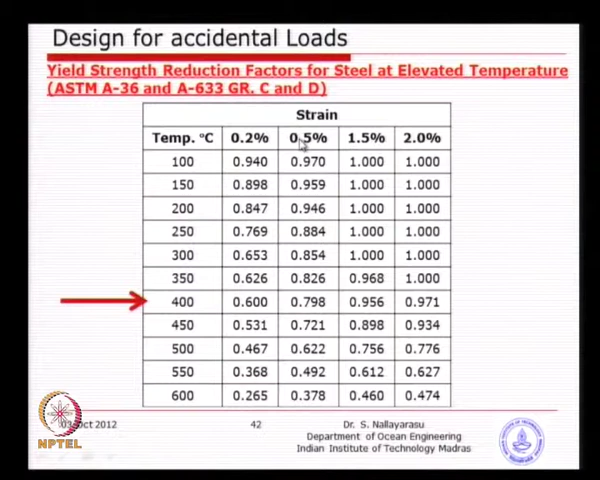 Design for accidental Loads
Yield Strength Reduction Factors for Steel at Elevated Temperature
(ASTM A-36 and A-633 GR. C and D)
Strain
Temp. °C 0.2% 0.5% 1.5% 2.0%
100 0.940 0.970 1.000 1.000
150 0.898 0.959 1.000 1.000
200 0.847 0.946 1.000 1.000
250 0.769 0.884 1.000 1.000
300 0.653 0.854 1.000 1.000
350 0.626 0.826 0.968 1.000
400 0.600 0.798 0.956 0.971
450 0.531 0.721 0.898 0.934
500 0.467 0.622 0.756 0.776
550 0.368 0.492 0.612 0.627
600 0.265 0.378 0.460 0.474
03 Oct 2012 42 Dr. S. Nallayarasu
Department of Ocean Engineering
Indian Institute of Technology Madras
NPTEL